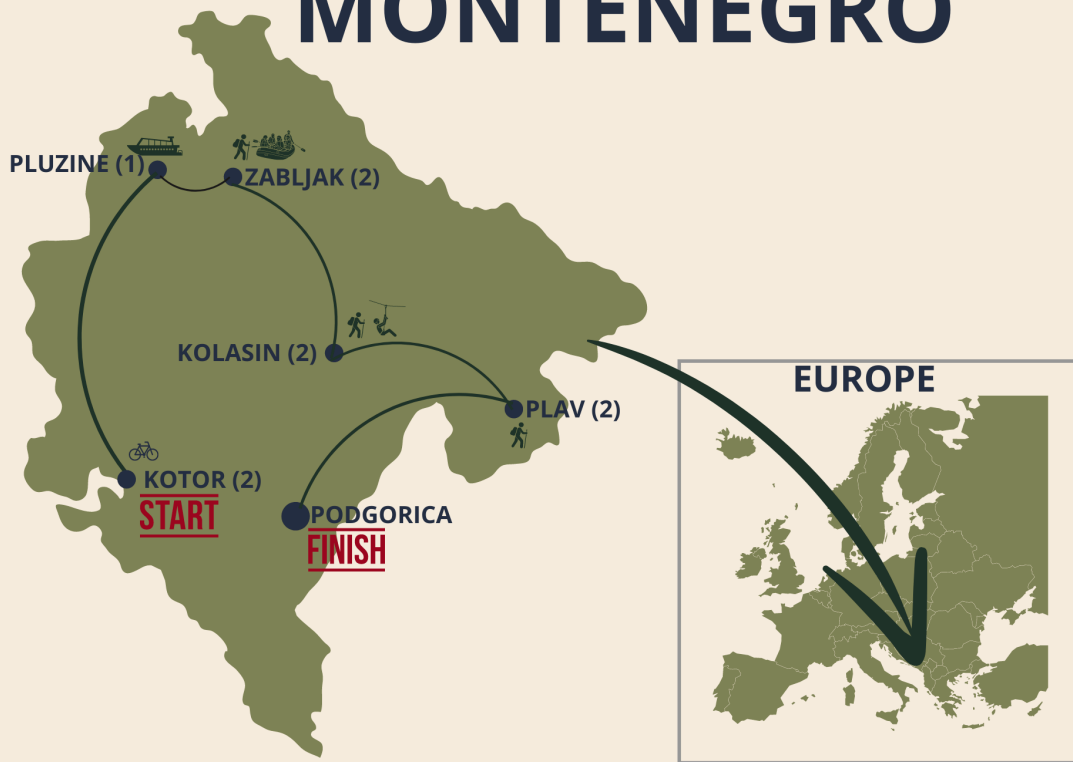 MONTENEGRO
PLUZINE (1)
ZABLJAK (2)
KOLASIN (2)
EUROPE
PLAV (2)
KOTOR (2)
START
PODGORICA
FINISH